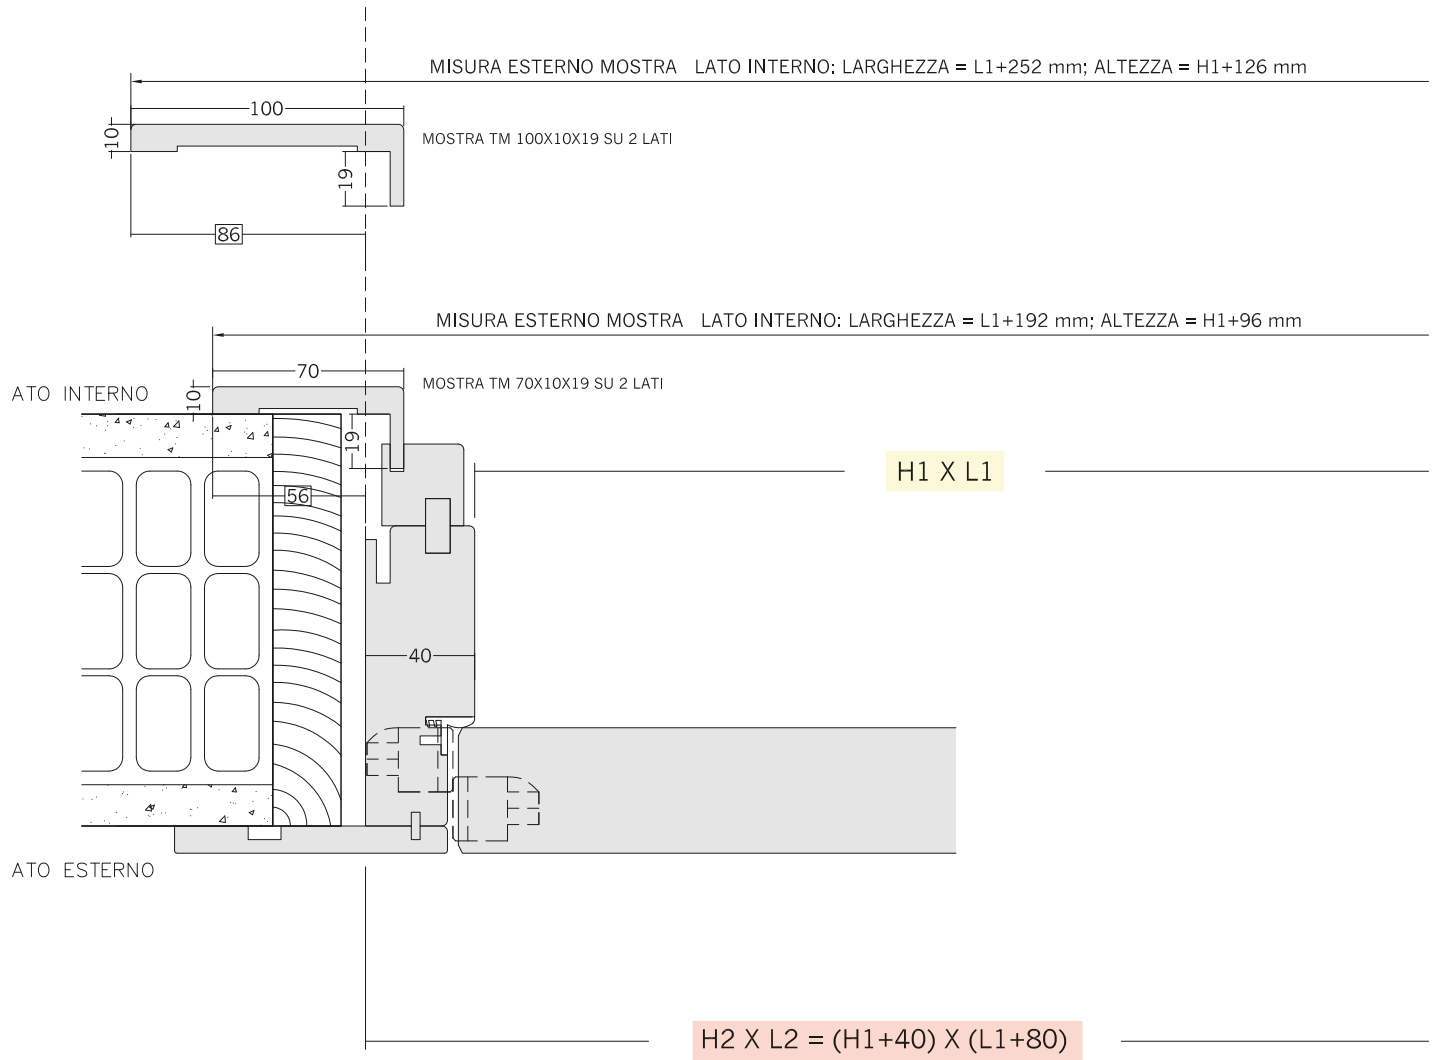 MISURA ESTERNO MOSTRA LATO INTERNO: LARGHEZZA = L1+252 mm; ALTEZZA = H1+126 mm
100
10
MOSTRA TM 100X10X19 SU 2 LATI
19
86
MISURA ESTERNO MOSTRA LATO INTERNO: LARGHEZZA = L1+192 mm; ALTEZZA = H1+96 mm
70
MOSTRA TM 70X10X19 SU 2 LATI
ATO INTERNO
10
19
H1 X L1
56
40
ATO ESTERNO
H2 X L2 = (H1+40) X (L1+80)